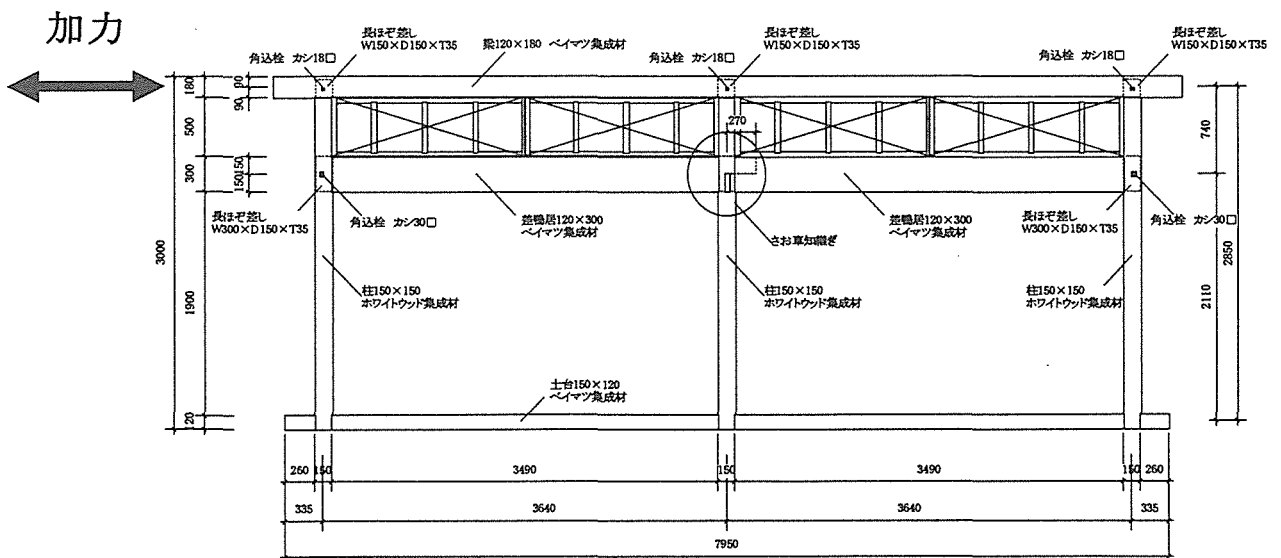 加力
長ほぞ差し
W150×D150×T35
角込栓 カシ18□
梁120×180 ベイマツ集成材
長ほぞ差し
W150×D150×T35
角込栓 カシ18□
長ほぞ差し
W150×D150×T35
角込栓 カシ18□
180
90
90
500
300
150
150
3000
1900
120
270
740
2110
2850
長ほぞ差し
W300×D150×T35
角込栓 カシ30□
差鴨居120×300
ベイマツ集成材
さお車知継ぎ
差鴨居120×300
ベイマツ集成材
長ほぞ差し
W300×D150×T35
角込栓 カシ30□
柱150×150
ホワイトウッド集成材
柱150×150
ホワイトウッド集成材
柱150×150
ホワイトウッド集成材
土台150×120
ベイマツ集成材
260
150
3490
150
3490
150
260
335
3640
3640
335
7950